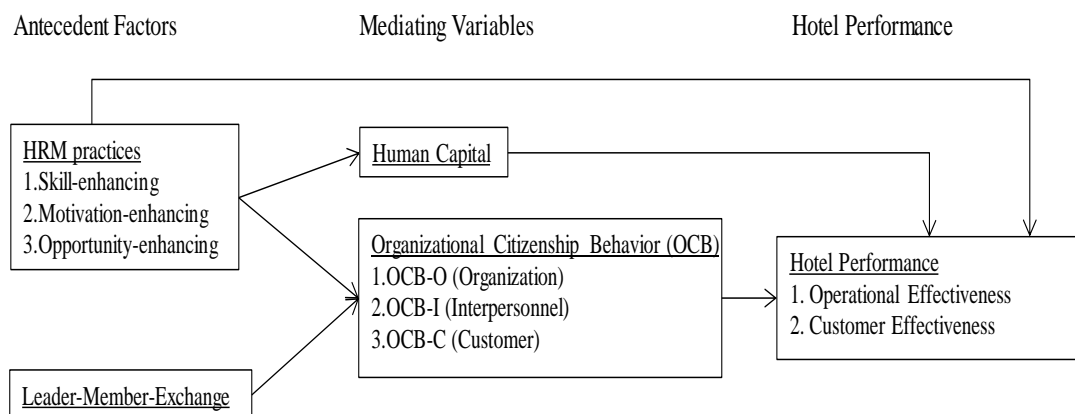 Antecedent Factors
Mediating Variables
Hotel Performance
HRM practices
1.Skill-enhancing
2.Motivation-enhancing
3.Opportunity-enhancing
Human Capital
Organizational Citizenship Behavior (OCB)
1.OCB-O (Organization)
2.OCB-I (Interpersonnel)
3.OCB-C (Customer)
Hotel Performance
1. Operational Effectiveness
2. Customer Effectiveness
Leader-Member-Exchange